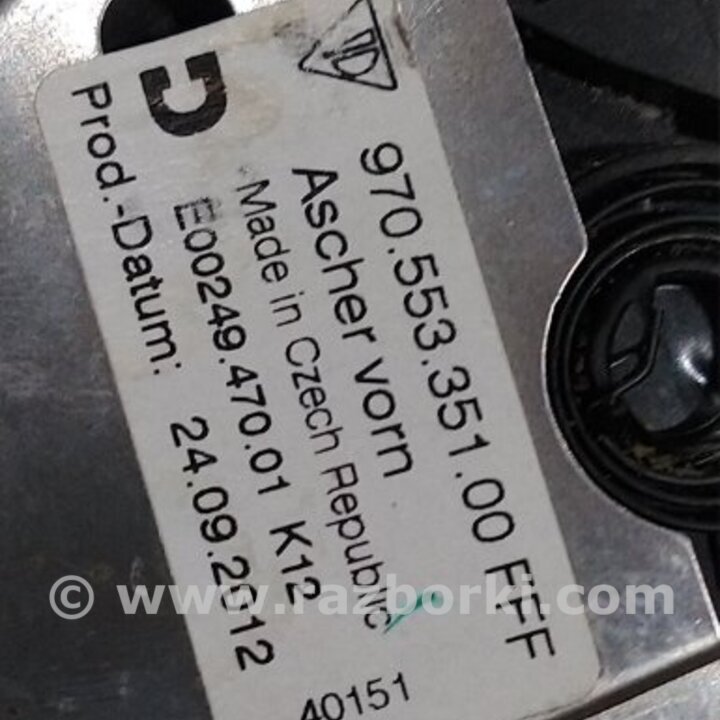 970.553.351.00 FFF
Ascher vorn
Made in Czech Republic
E00249.470.01 K12
Prod.-Datum: 24.09.2012
40151
© www.razborki.com